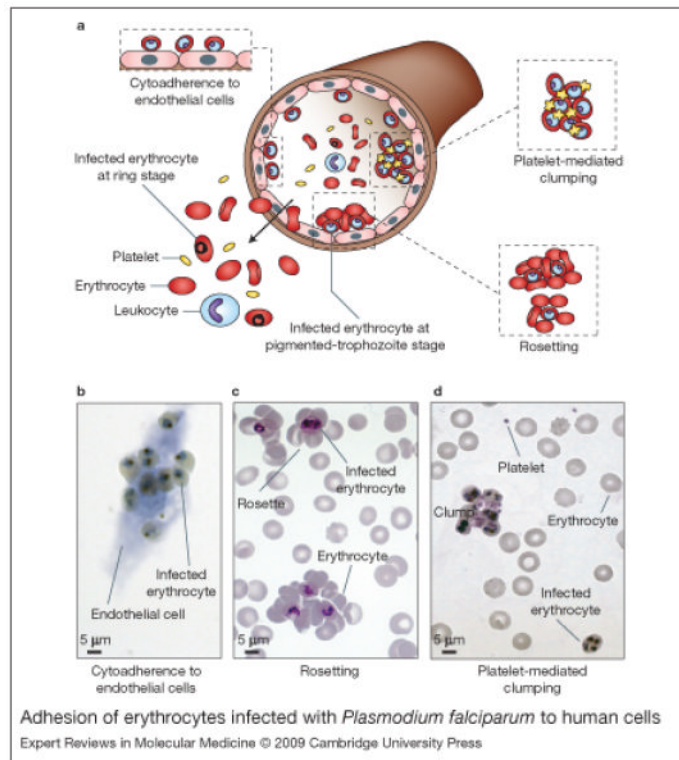 a
Cytoadherence to
endothelial cells
Infected erythrocyte
at ring stage
Platelet
Erythrocyte
Leukocyte
Infected erythrocyte at
pigmented-trophozoite stage
Platelet-mediated
clumping
Rosetting
b
Infected
erythrocyte
Endothelial cell
5 μm
Cytoadherence to
endothelial cells
c
Infected
erythrocyte
Rosette
Erythrocyte
5 μm
Rosetting
d
Platelet
Clump
Erythrocyte
Infected
erythrocyte
5 μm
Platelet-mediated
clumping
Adhesion of erythrocytes infected with Plasmodium falciparum to human cells
Expert Reviews in Molecular Medicine © 2009 Cambridge University Press